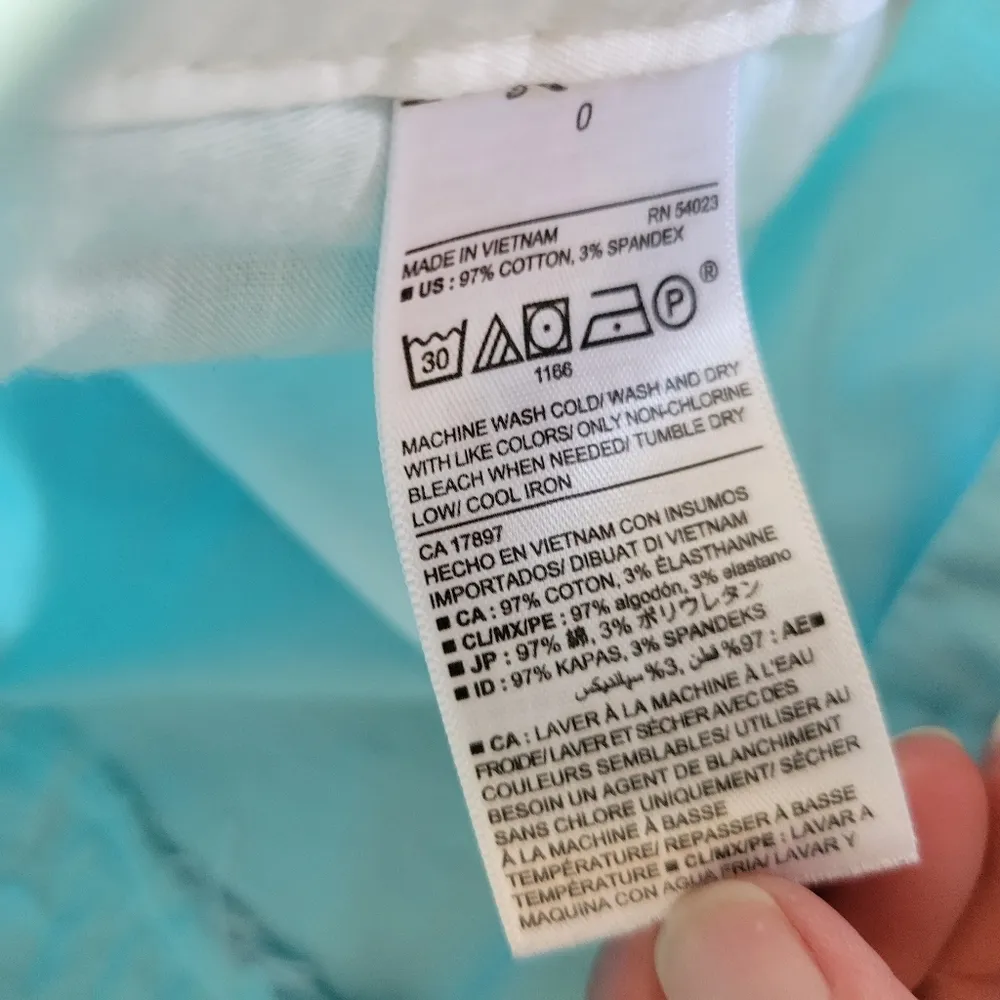 0
RN 54023
MADE IN VIETNAM
■ US : 97% COTTON, 3% SPANDEX
30
P ®
1166
MACHINE WASH COLD/ WASH AND DRY
WITH LIKE COLORS/ ONLY NON-CHLORINE
BLEACH WHEN NEEDED/ TUMBLE DRY
LOW/ COOL IRON
CA 17897
HECHO EN VIETNAM CON INSUMOS
IMPORTADOS/ DIBUAT DI VIETNAM
■ CA : 97% COTON, 3% ÉLASTHANNE
■ CL/MX/PE : 97% algodón, 3% elastano
■ JP : 97% 綿, 3% ポリウレタン
■ ID : 97% KAPAS, 3% SPANDEKS
■AE : %97 قطن, %3 سباندیکس
■ CA : LAVER À LA MACHINE À L'EAU
FROIDE/ LAVER ET SÉCHER AVEC DES
COULEURS SEMBLABLES/ UTILISER AU
BESOIN UN AGENT DE BLANCHIMENT
SANS CHLORE UNIQUEMENT/ SÉCHER
À LA MACHINE À BASSE
TEMPÉRATURE/ REPASSER À BASSE
TEMPÉRATURE ■ CL/MX/PE : LAVAR A
MAQUINA CON AGUA FRIA/ LAVAR Y